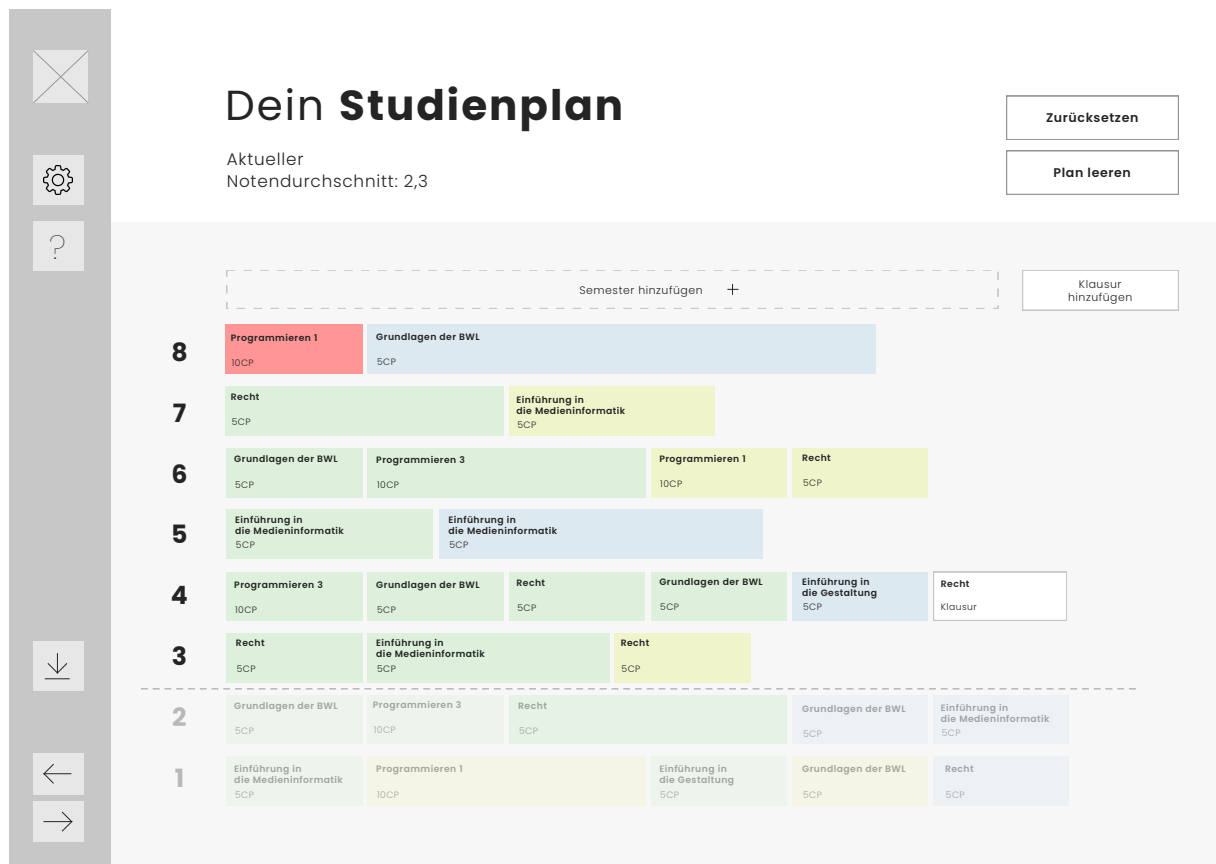 Dein Studienplan
Aktueller
Notendurchschnitt: 2,3
Zurücksetzen
Plan leeren
?
Semester hinzufügen +
Klausur
hinzufügen
8
Programmieren 1
10CP
Grundlagen der BWL
5CP
7
Recht
5CP
Einführung in
die Medieninformatik
5CP
6
Grundlagen der BWL
5CP
Programmieren 3
10CP
Programmieren 1
10CP
Recht
5CP
5
Einführung in
die Medieninformatik
5CP
Einführung in
die Medieninformatik
5CP
4
Programmieren 3
10CP
Grundlagen der BWL
5CP
Recht
5CP
Grundlagen der BWL
5CP
Einführung in
die Gestaltung
5CP
Recht
Klausur
3
Recht
5CP
Einführung in
die Medieninformatik
5CP
Recht
5CP
2
Grundlagen der BWL
5CP
Programmieren 3
10CP
Recht
5CP
Grundlagen der BWL
5CP
Einführung in
die Medieninformatik
5CP
1
Einführung in
die Medieninformatik
5CP
Programmieren 1
10CP
Einführung in
die Gestaltung
5CP
Grundlagen der BWL
5CP
Recht
5CP